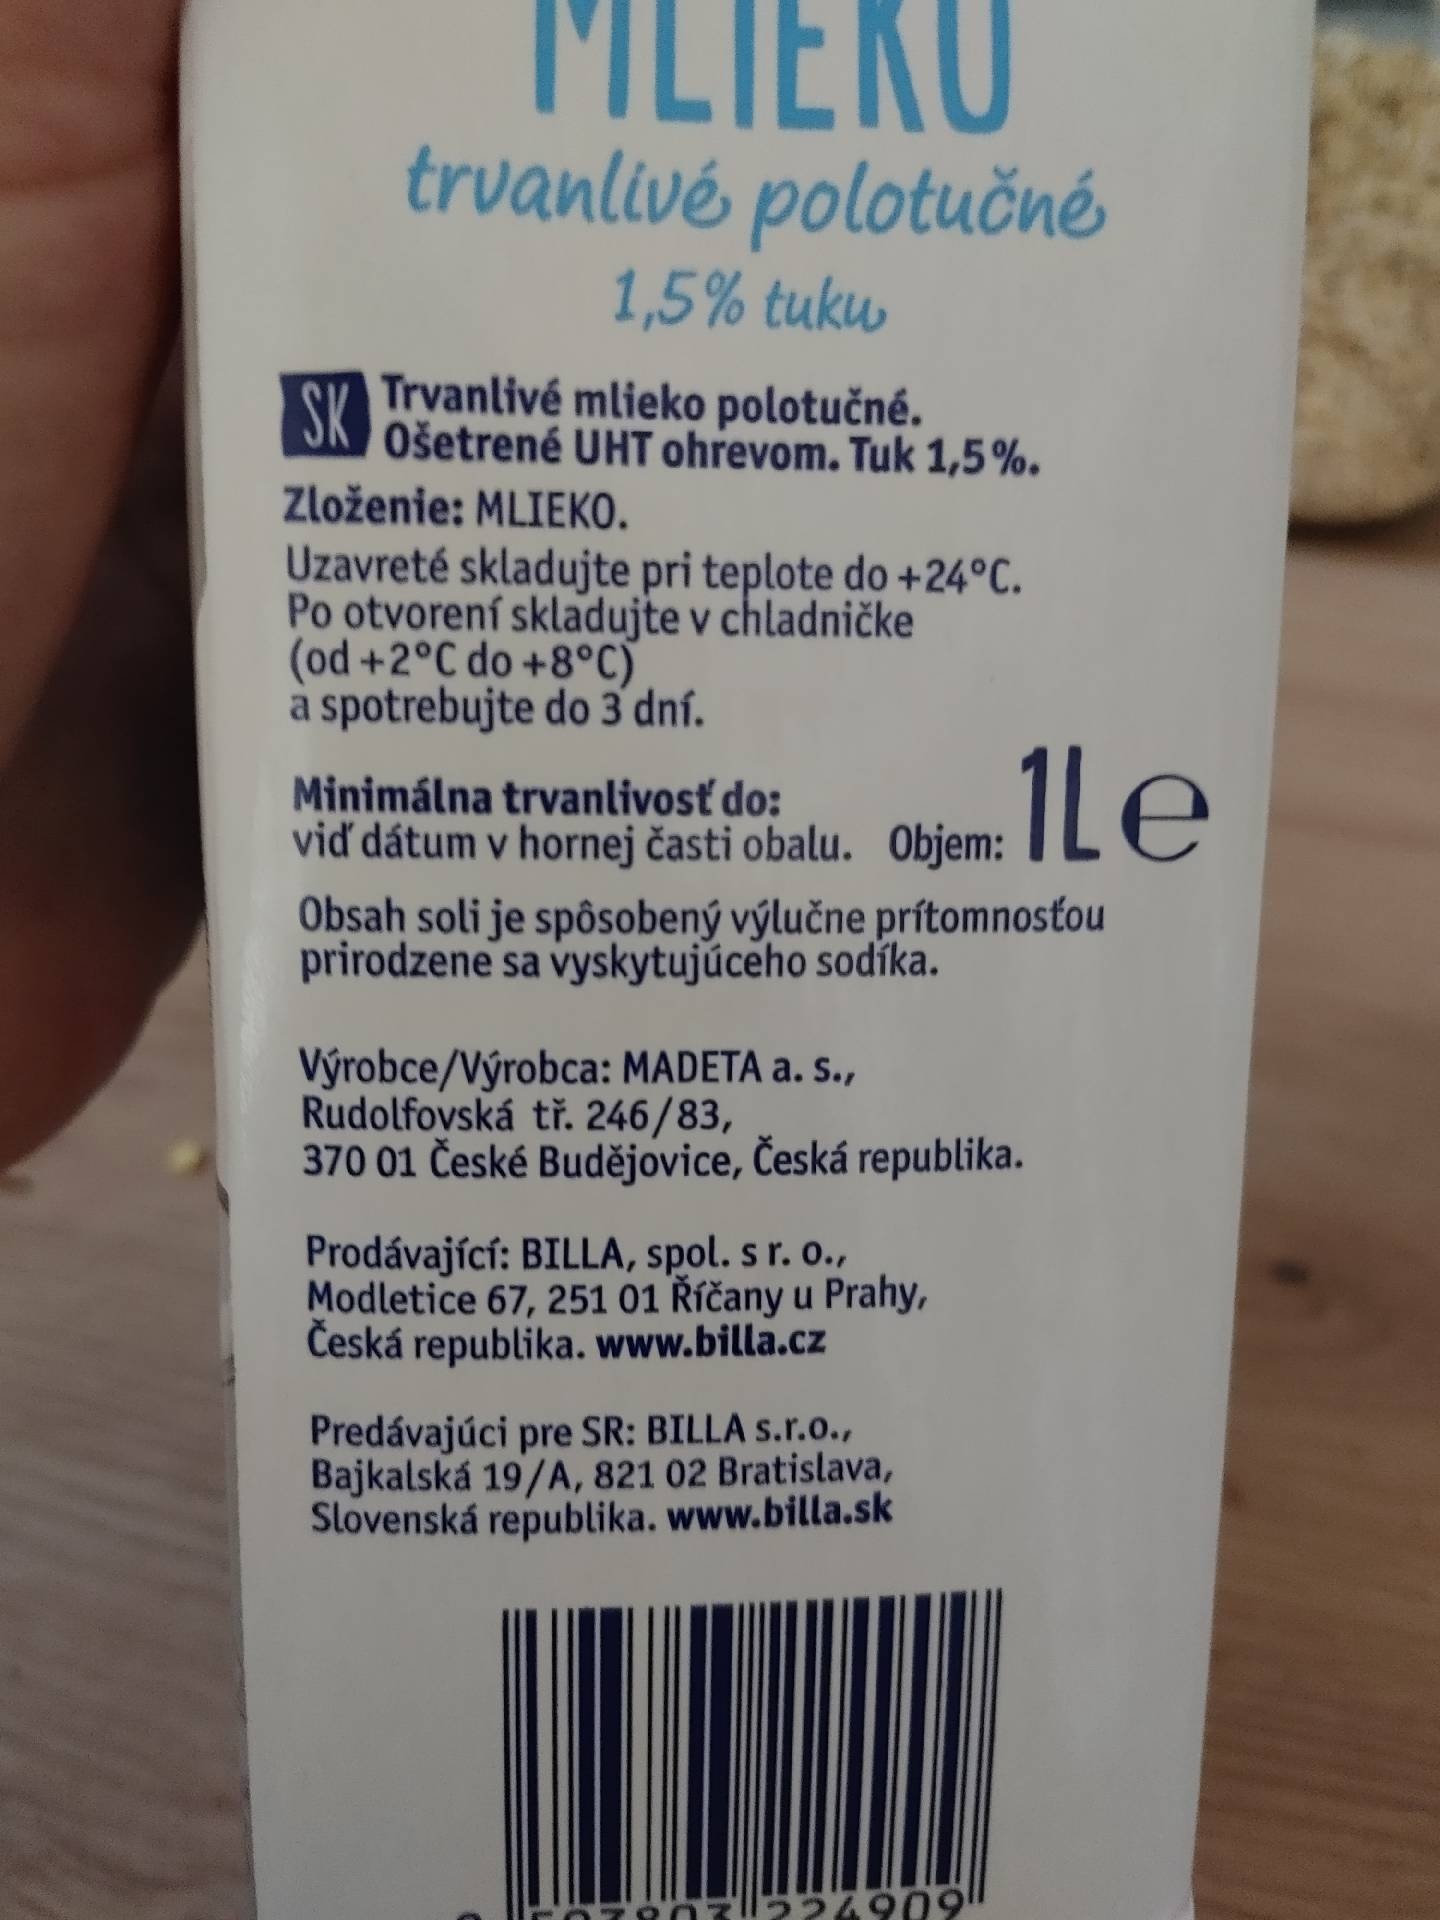 MLIEKO
trvanlivé polotučné
1,5% tuku
SK Trvanlivé mlieko polotučné.
Ošetrené UHT ohrevom. Tuk 1,5%.
Zloženie: MLIEKO.
Uzavreté skladujte pri teplote do +24°C.
Po otvorení skladujte v chladničke
(od +2°C do +8°C)
a spotrebujte do 3 dní.
Minimálna trvanlivosť do:
viď dátum v hornej časti obalu. Objem: 1L e
Obsah soli je spôsobený výlučne prítomnosťou
prirodzene sa vyskytujúceho sodíka.
Výrobce/Výrobca: MADETA a. s.,
Rudolfovská tř. 246/83,
370 01 České Budějovice, Česká republika.
Prodávající: BILLA, spol. s r. o.,
Modletice 67, 251 01 Říčany u Prahy,
Česká republika. www.billa.cz
Predávajúci pre SR: BILLA s.r.o.,
Bajkalská 19/A, 821 02 Bratislava,
Slovenská republika. www.billa.sk
224909